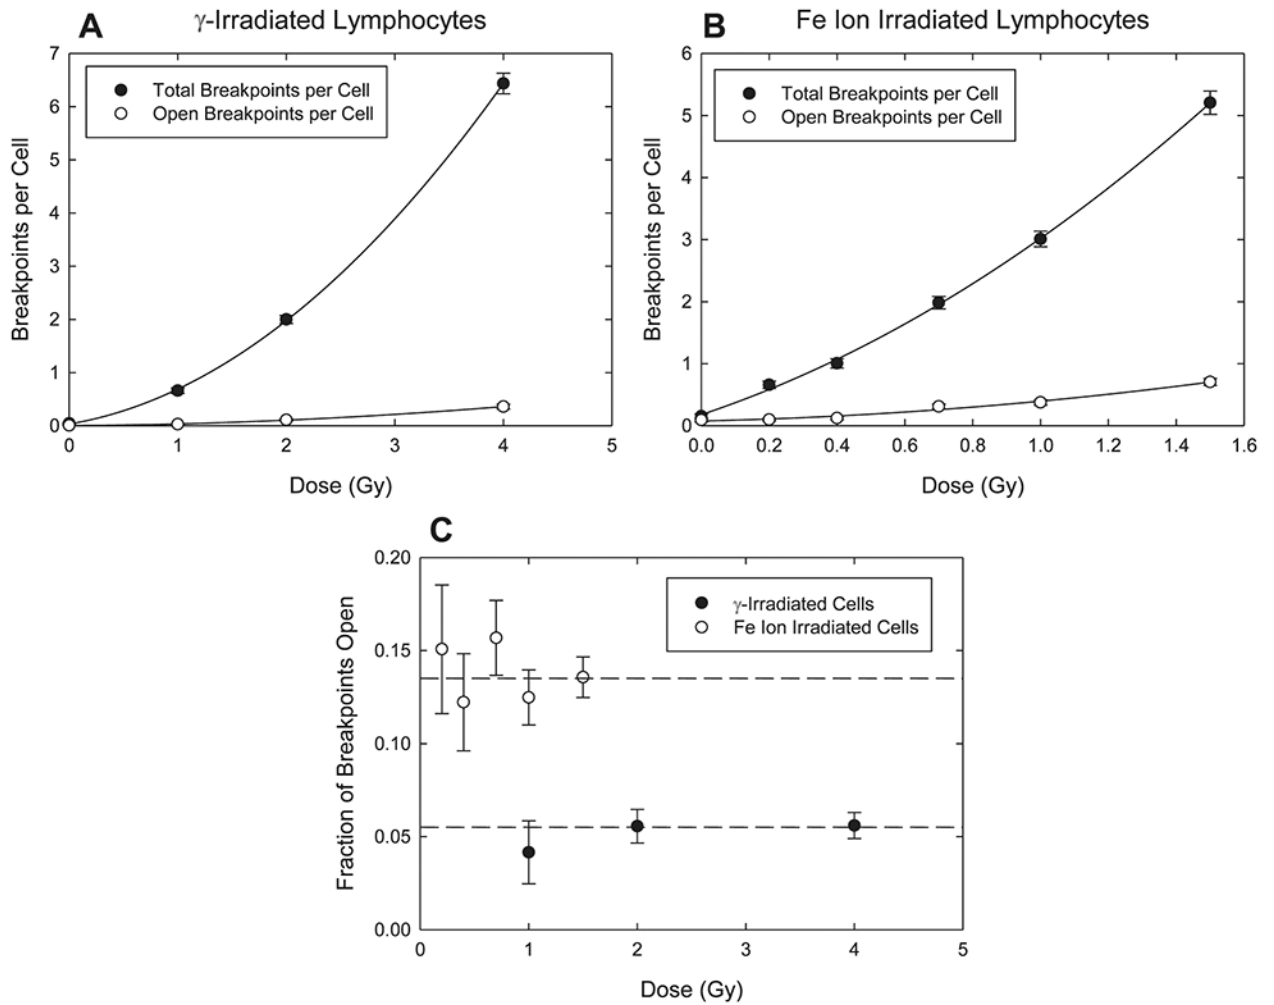 A
γ-Irradiated Lymphocytes
7
6
5
4
3
2
1
0
Breakpoints per Cell
Total Breakpoints per Cell
Open Breakpoints per Cell
0 1 2 3 4 5
Dose (Gy)
B
Fe Ion Irradiated Lymphocytes
6
5
4
3
2
1
0
Breakpoints per Cell
Total Breakpoints per Cell
Open Breakpoints per Cell
0.0 0.2 0.4 0.6 0.8 1.0 1.2 1.4 1.6
Dose (Gy)
C
0.20
0.15
0.10
0.05
0.00
Fraction of Breakpoints Open
γ-Irradiated Cells
Fe Ion Irradiated Cells
0 1 2 3 4 5
Dose (Gy)